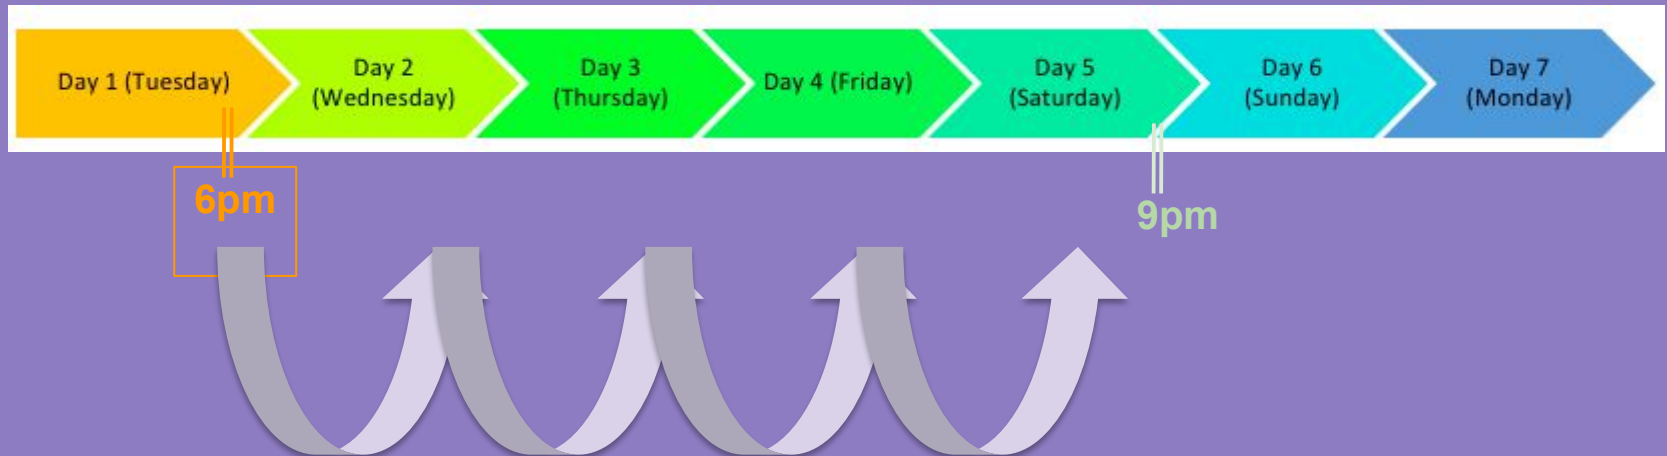 Day 1 (Tuesday)
Day 2
(Wednesday)
Day 3
(Thursday)
Day 4 (Friday)
Day 5
(Saturday)
Day 6
(Sunday)
Day 7
(Monday)
6pm
9pm